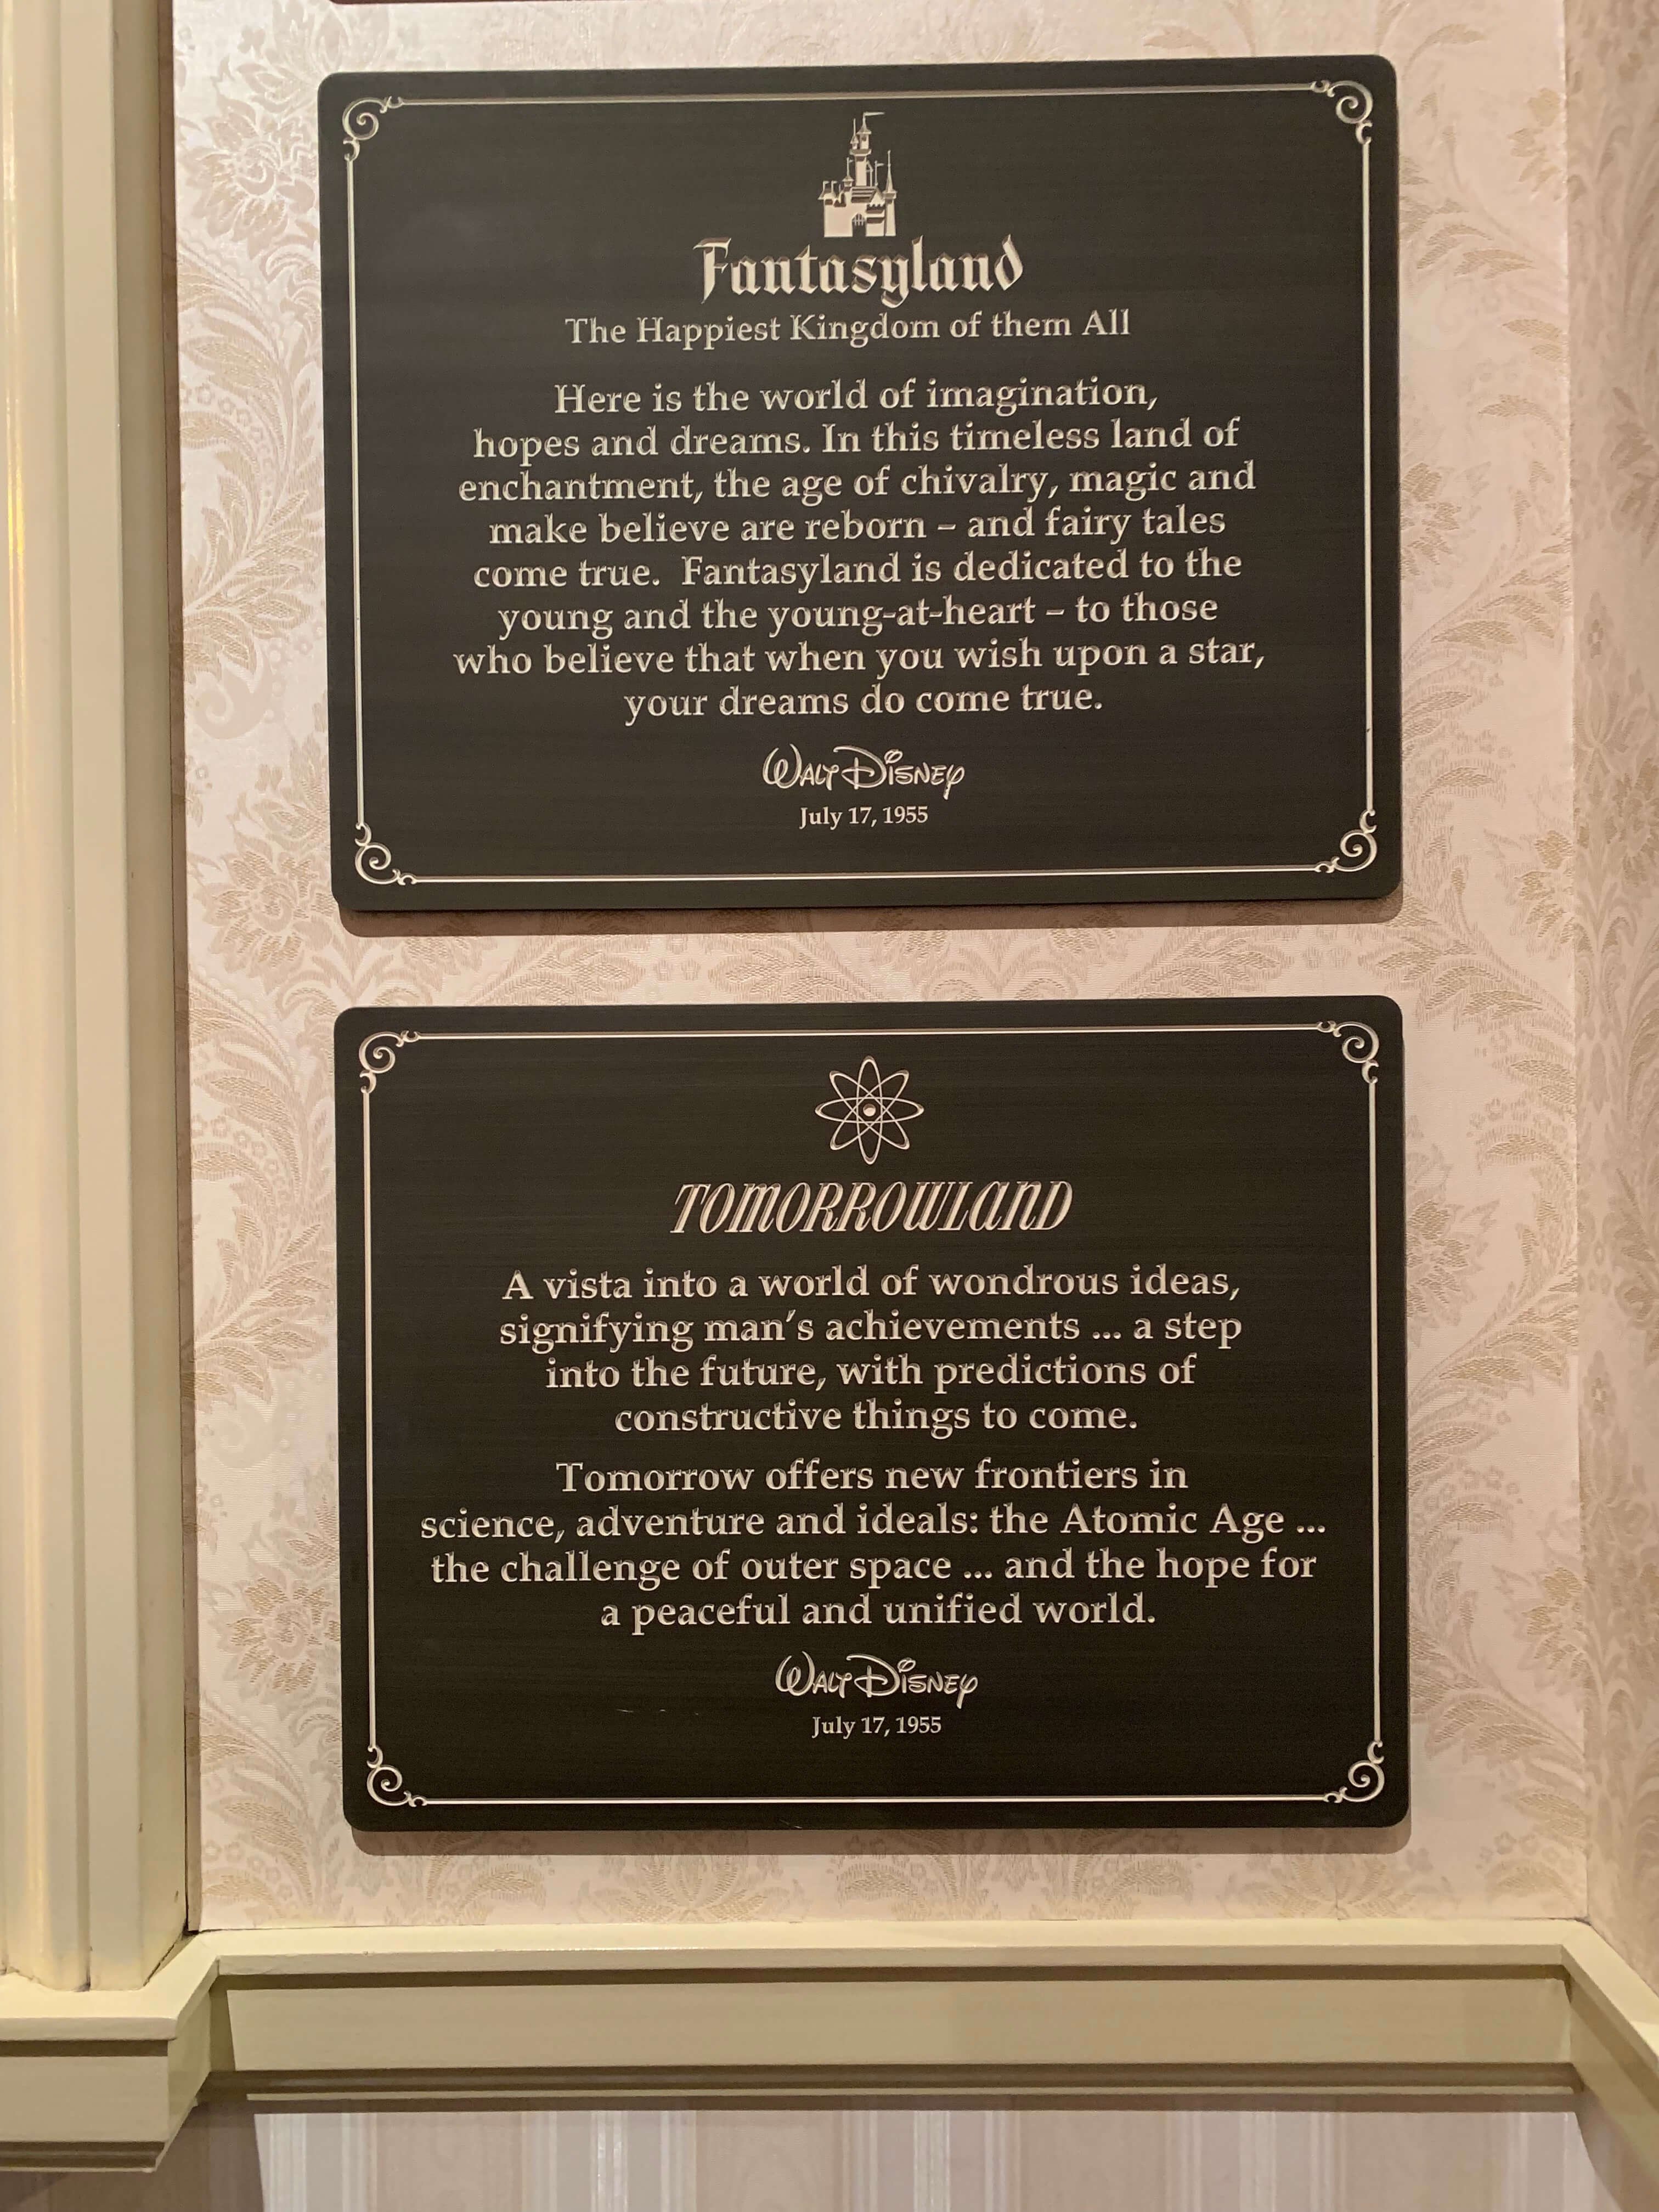 Fantasyland
The Happiest Kingdom of them All
Here is the world of imagination,
hopes and dreams. In this timeless land of
enchantment, the age of chivalry, magic and
make believe are reborn – and fairy tales
come true. Fantasyland is dedicated to the
young and the young-at-heart – to those
who believe that when you wish upon a star,
your dreams do come true.
WALT DISNEY
July 17, 1955
TOMORROWLAND
A vista into a world of wondrous ideas,
signifying man's achievements ... a step
into the future, with predictions of
constructive things to come.
Tomorrow offers new frontiers in
science, adventure and ideals: the Atomic Age ...
the challenge of outer space ... and the hope for
a peaceful and unified world.
WALT DISNEY
July 17, 1955